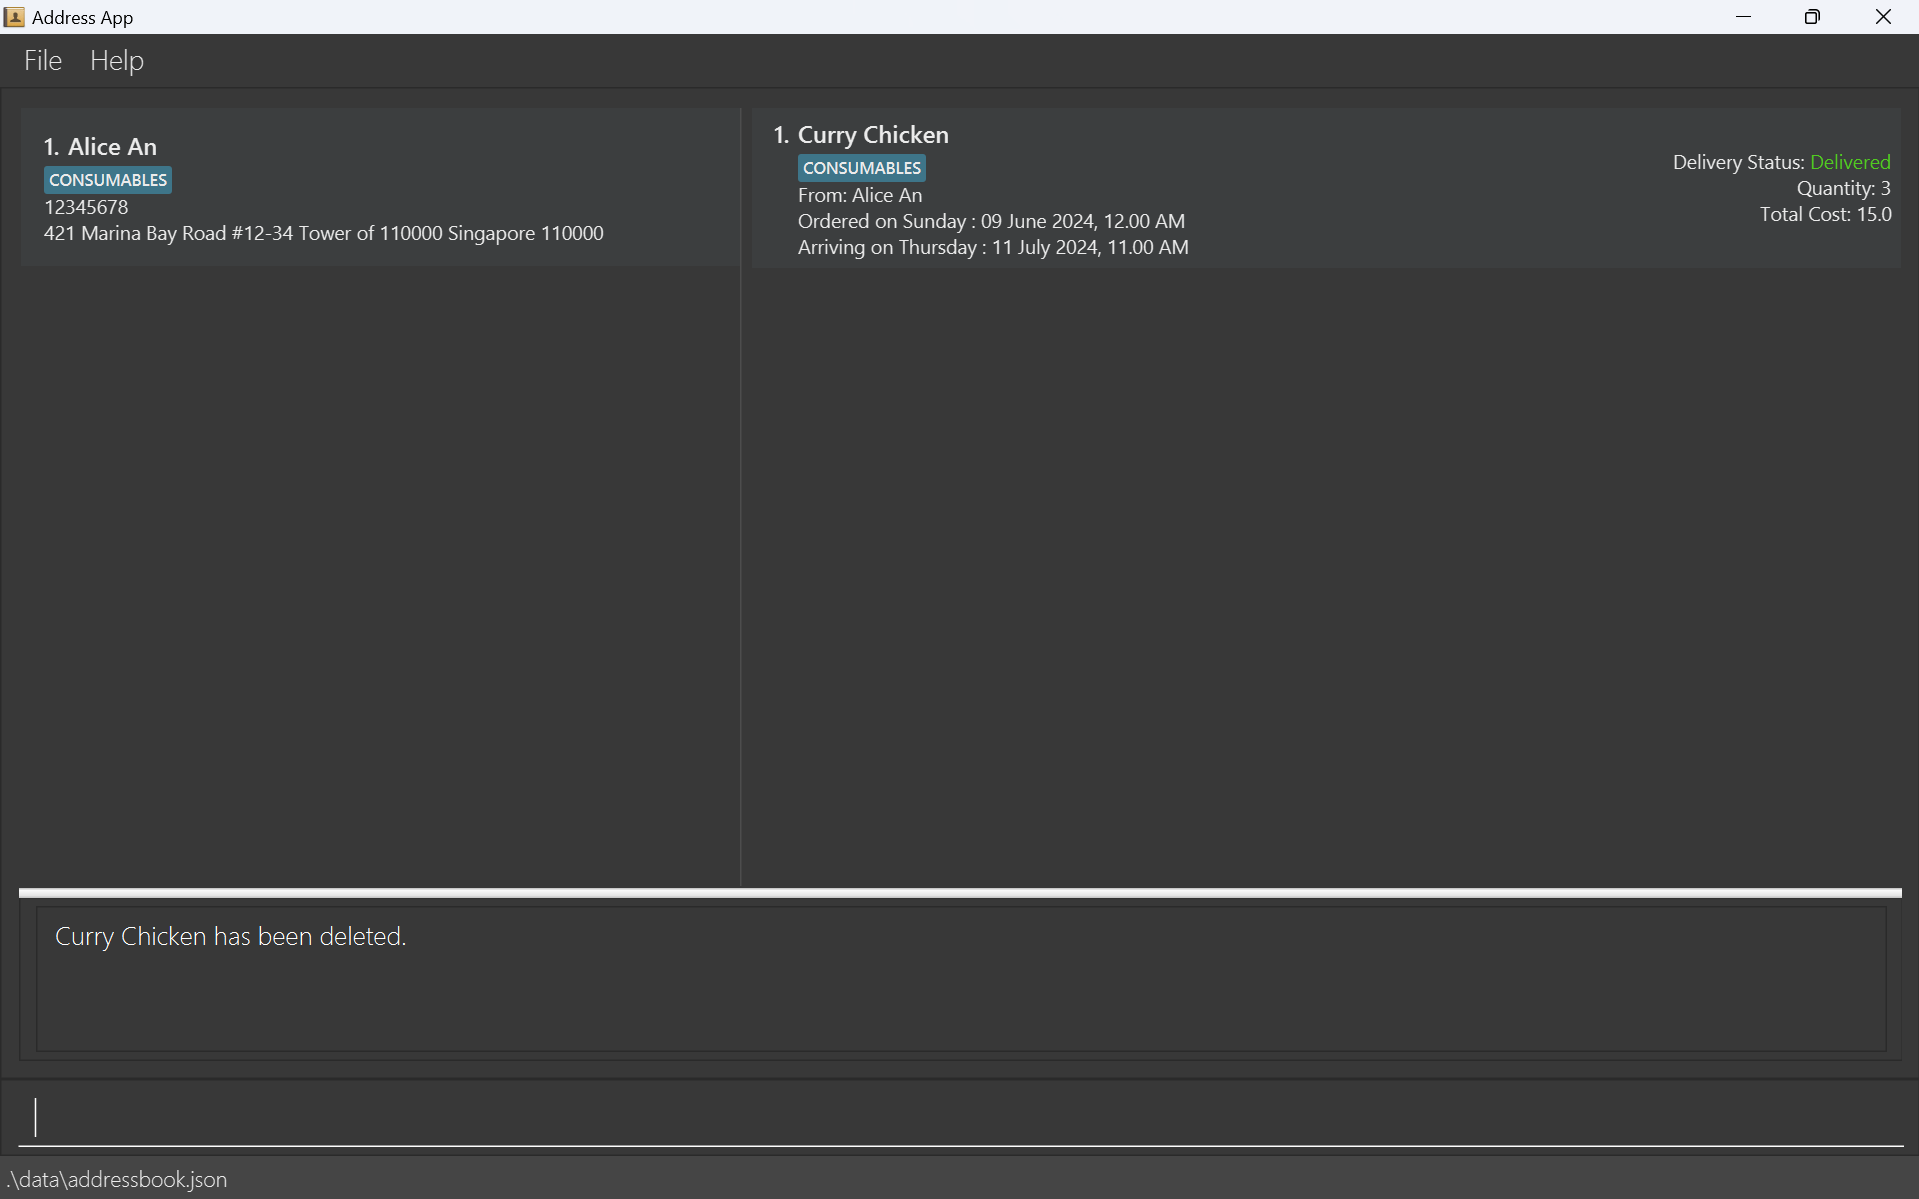 Address App
File Help
1. Alice An
CONSUMABLES
12345678
421 Marina Bay Road #12-34 Tower of 110000 Singapore 110000
1. Curry Chicken
CONSUMABLES
From: Alice An
Ordered on Sunday : 09 June 2024, 12.00 AM
Arriving on Thursday : 11 July 2024, 11.00 AM
Delivery Status: Delivered
Quantity: 3
Total Cost: 15.0
Curry Chicken has been deleted.
.\data\addressbook.json